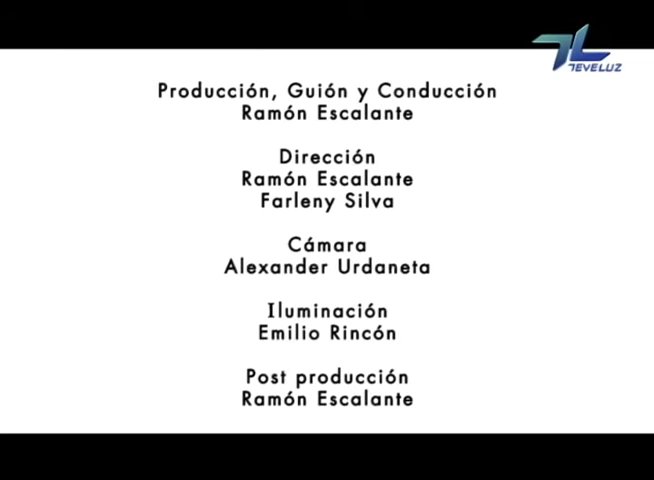 TEVELUZ
Producción, Guión y Conducción
Ramón Escalante
Dirección
Ramón Escalante
Farleny Silva
Cámara
Alexander Urdaneta
Iluminación
Emilio Rincón
Post producción
Ramón Escalante